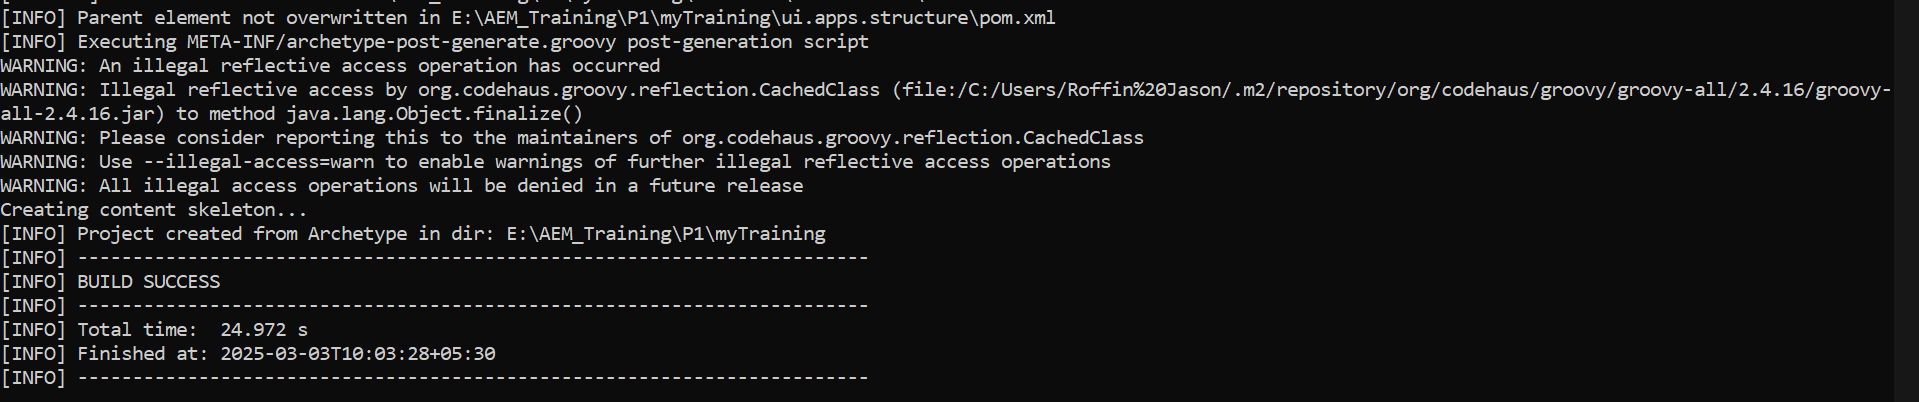 [INFO] Parent element not overwritten in E:\AEM_Training\P1\myTraining\ui.apps.structure\pom.xml
[INFO] Executing META-INF/archetype-post-generate.groovy post-generation script
WARNING: An illegal reflective access operation has occurred
WARNING: Illegal reflective access by org.codehaus.groovy.reflection.CachedClass (file:/C:/Users/Roffin%20Jason/.m2/repository/org/codehaus/groovy/groovy-all/2.4.16/groovy-
all-2.4.16.jar) to method java.lang.Object.finalize()
WARNING: Please consider reporting this to the maintainers of org.codehaus.groovy.reflection.CachedClass
WARNING: Use --illegal-access=warn to enable warnings of further illegal reflective access operations
WARNING: All illegal access operations will be denied in a future release
Creating content skeleton...
[INFO] Project created from Archetype in dir: E:\AEM_Training\P1\myTraining
[INFO] ------------------------------------------------------------------------
[INFO] BUILD SUCCESS
[INFO] ------------------------------------------------------------------------
[INFO] Total time:  24.972 s
[INFO] Finished at: 2025-03-03T10:03:28+05:30
[INFO] ------------------------------------------------------------------------